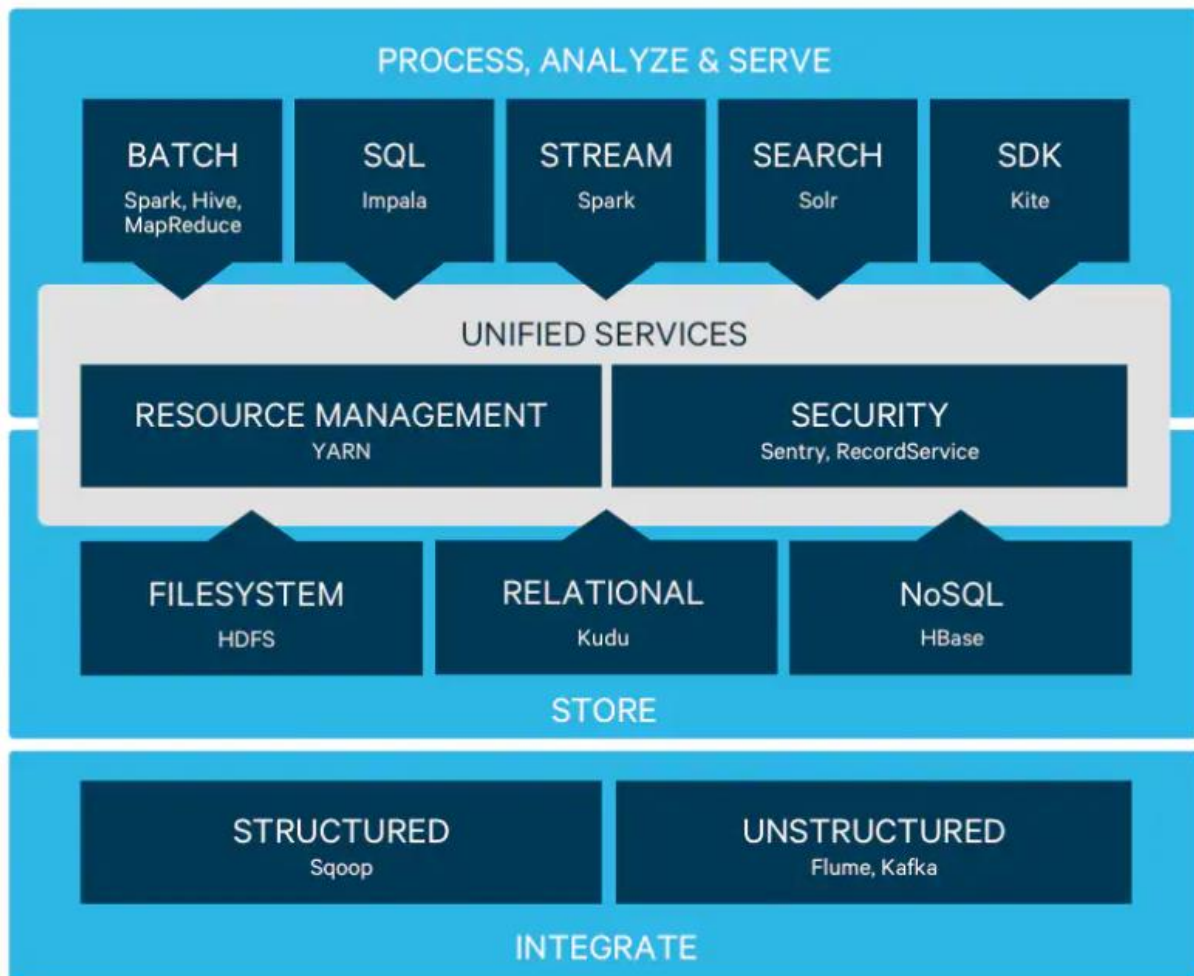 PROCESS, ANALYZE & SERVE
BATCH
Spark, Hive,
MapReduce
SQL
Impala
STREAM
Spark
SEARCH
Solr
SDK
Kite
UNIFIED SERVICES
RESOURCE MANAGEMENT
YARN
SECURITY
Sentry, RecordService
FILESYSTEM
HDFS
RELATIONAL
Kudu
NoSQL
HBase
STORE
STRUCTURED
Sqoop
UNSTRUCTURED
Flume, Kafka
INTEGRATE